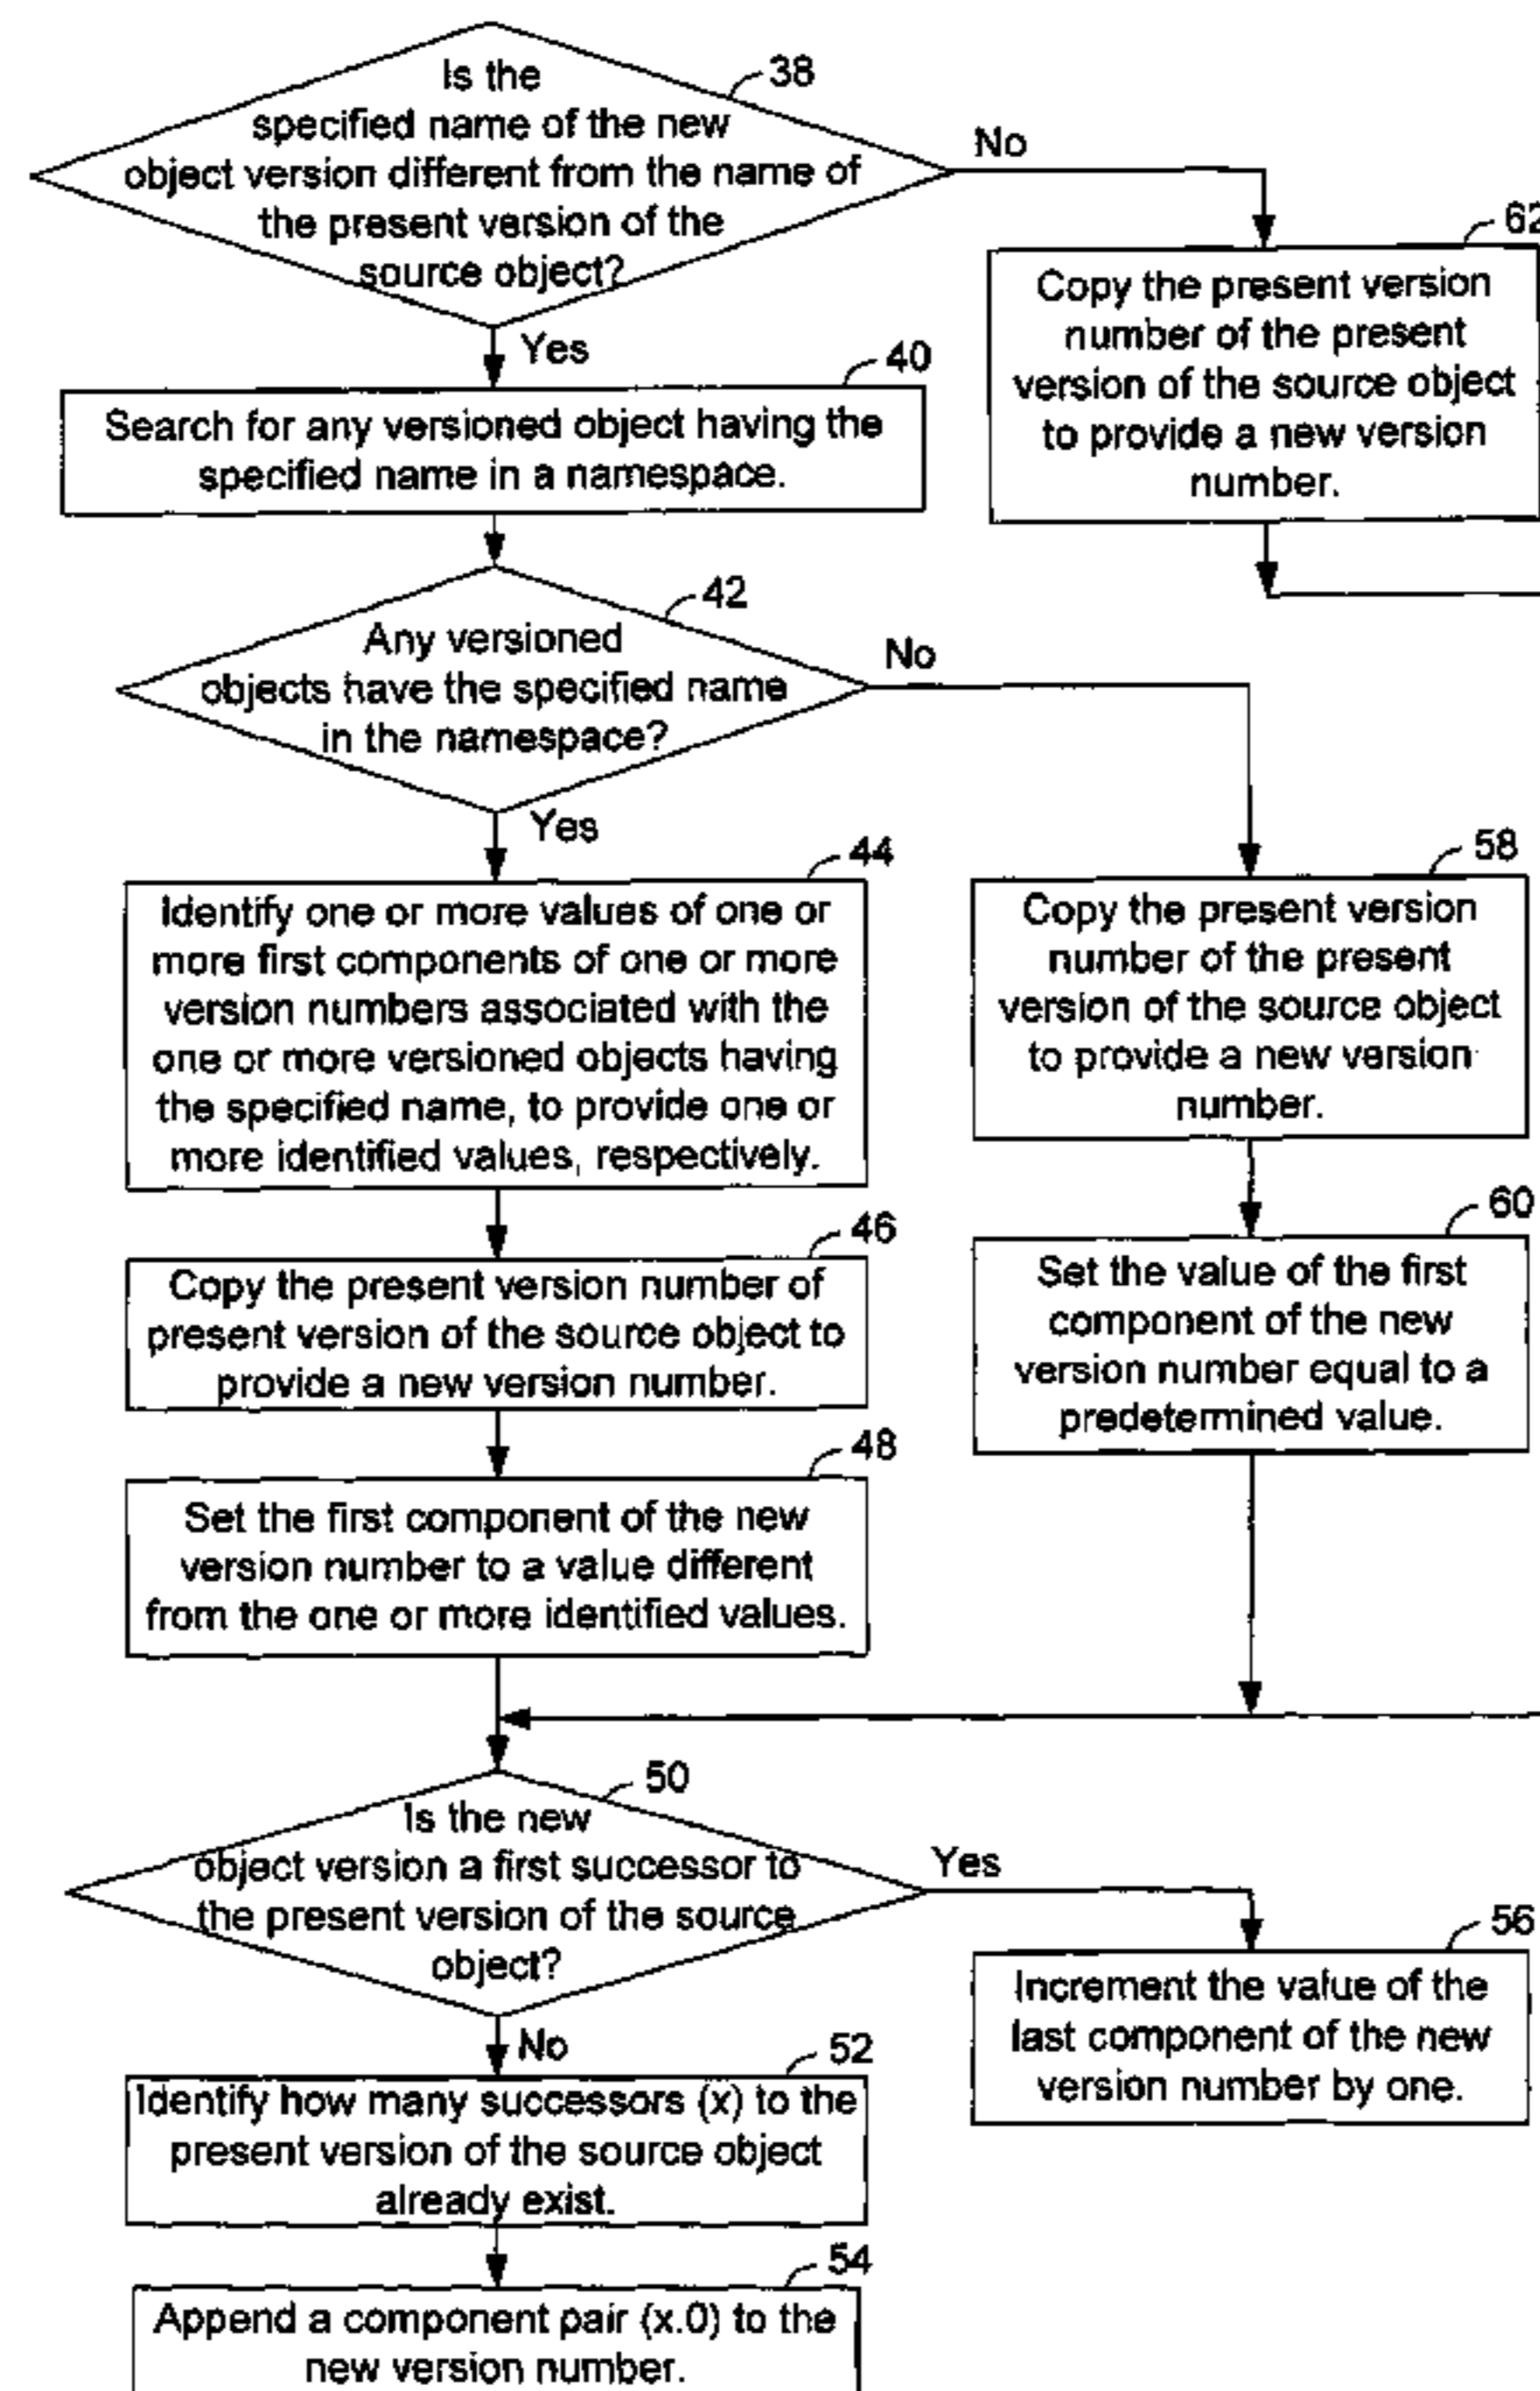 Is the
specified name of the new
object version different from the name of
the present version of the
source object?
38
No
Yes
62
Copy the present version
number of the present
version of the source object
to provide a new version
number.
40
Search for any versioned object having the
specified name in a namespace.
42
Any versioned
objects have the specified name
in the namespace?
No
Yes
44
Identify one or more values of one or
more first components of one or more
version numbers associated with the
one or more versioned objects having
the specified name, to provide one or
more identified values, respectively.
58
Copy the present version
number of the present
version of the source object
to provide a new version
number.
46
Copy the present version number of
present version of the source object to
provide a new version number.
60
Set the value of the first
component of the new
version number equal to a
predetermined value.
48
Set the first component of the new
version number to a value different
from the one or more identified values.
50
Is the new
object version a first successor to
the present version of the source
object?
Yes
No
56
Increment the value of the
last component of the new
version number by one.
52
Identify how many successors (x) to the
present version of the source object
already exist.
54
Append a component pair (x.0) to the
new version number.